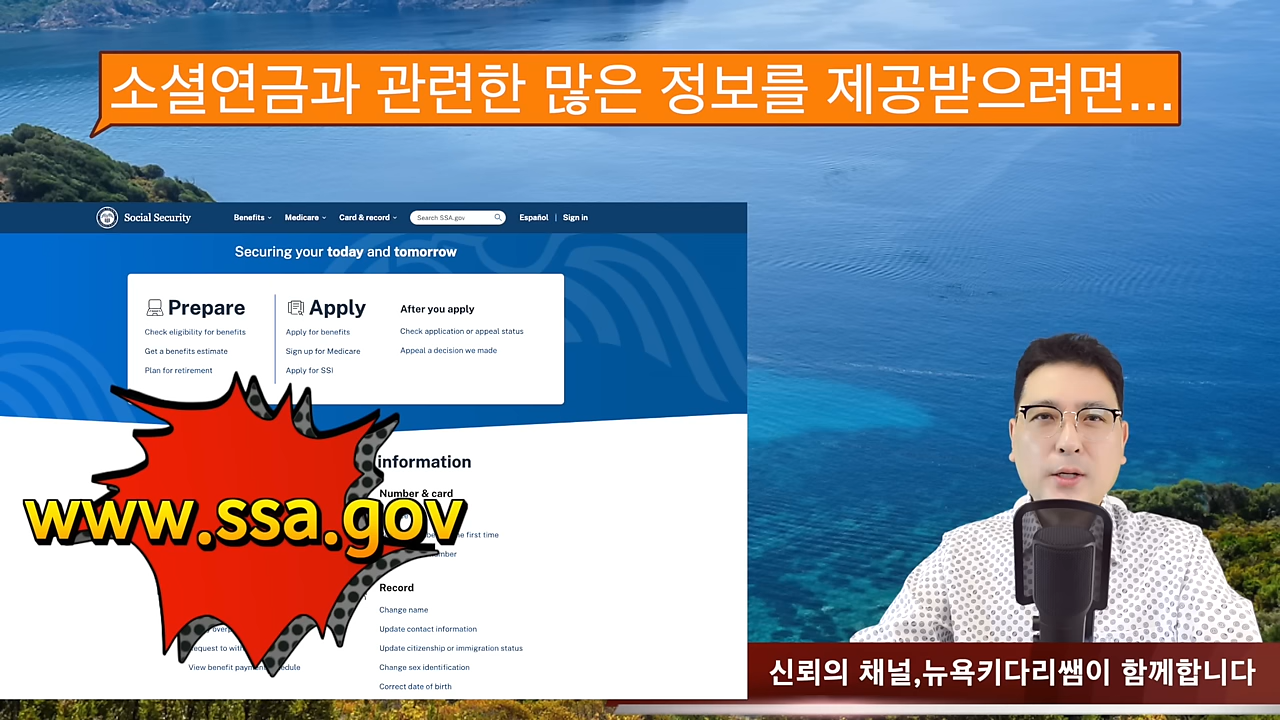 소셜연금과 관련한 많은 정보를 제공받으려면...
Social Security
Benefits
Medicare
Card & record
Search SSA.gov
Español | Sign in
Securing your today and tomorrow
Prepare
Check eligibility for benefits
Get a benefits estimate
Plan for retirement
Apply
Apply for benefits
Sign up for Medicare
Apply for SSI
After you apply
Check application or appeal status
Appeal a decision we made
information
Number & card
first time
www.ssa.gov
Record
Change name
Update contact information
Update citizenship or immigration status
Change sex identification
Correct date of birth
View benefit
신뢰의 채널,뉴욕키다리쌤이 함께합니다